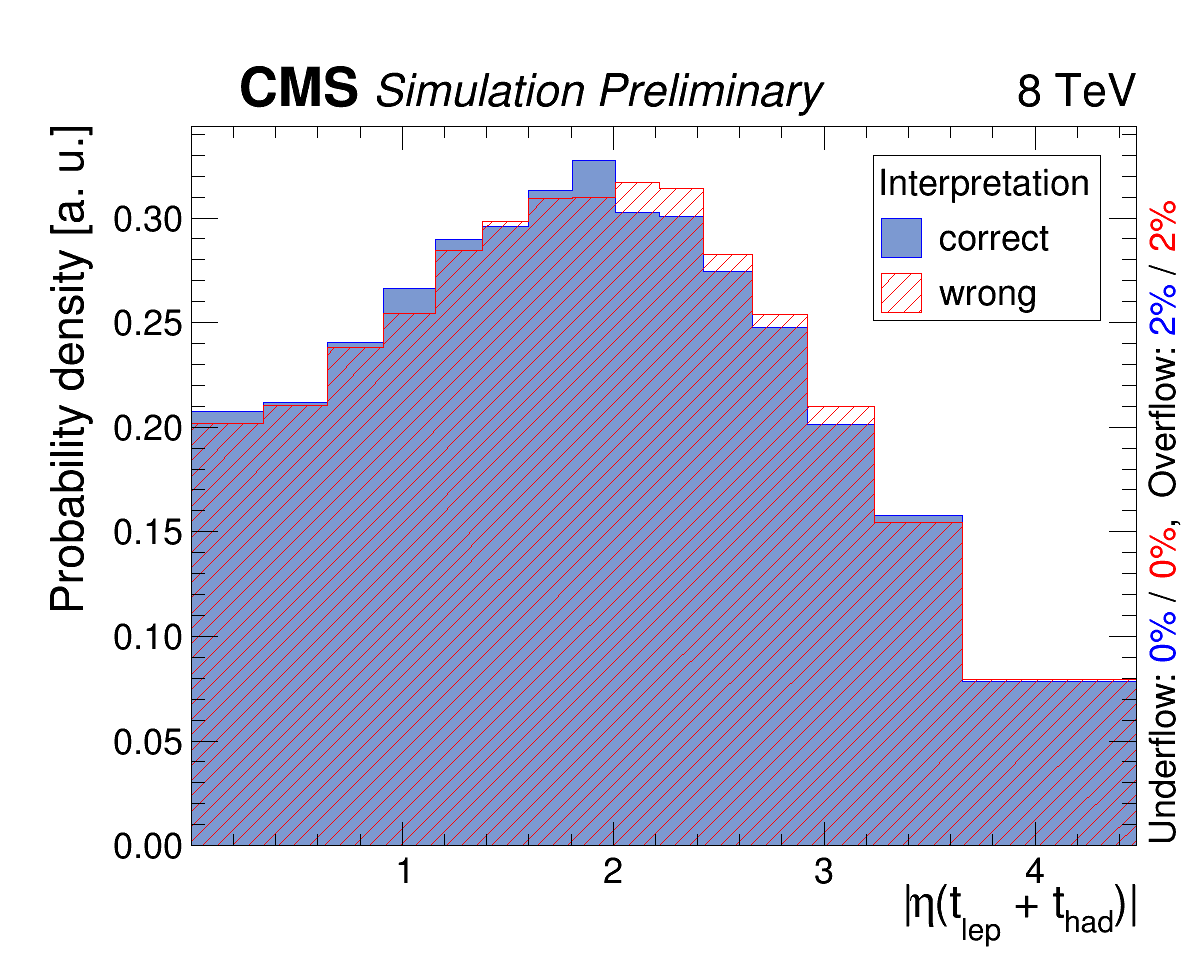 CMS Simulation Preliminary 8 TeV
Probability density [a. u.]
0.30
0.25
0.20
0.15
0.10
0.05
0.00
Interpretation
correct
wrong
1 2 3 4
|η(t_lep + t_had)|
Underflow: 0% / 0%, Overflow: 2% / 2%